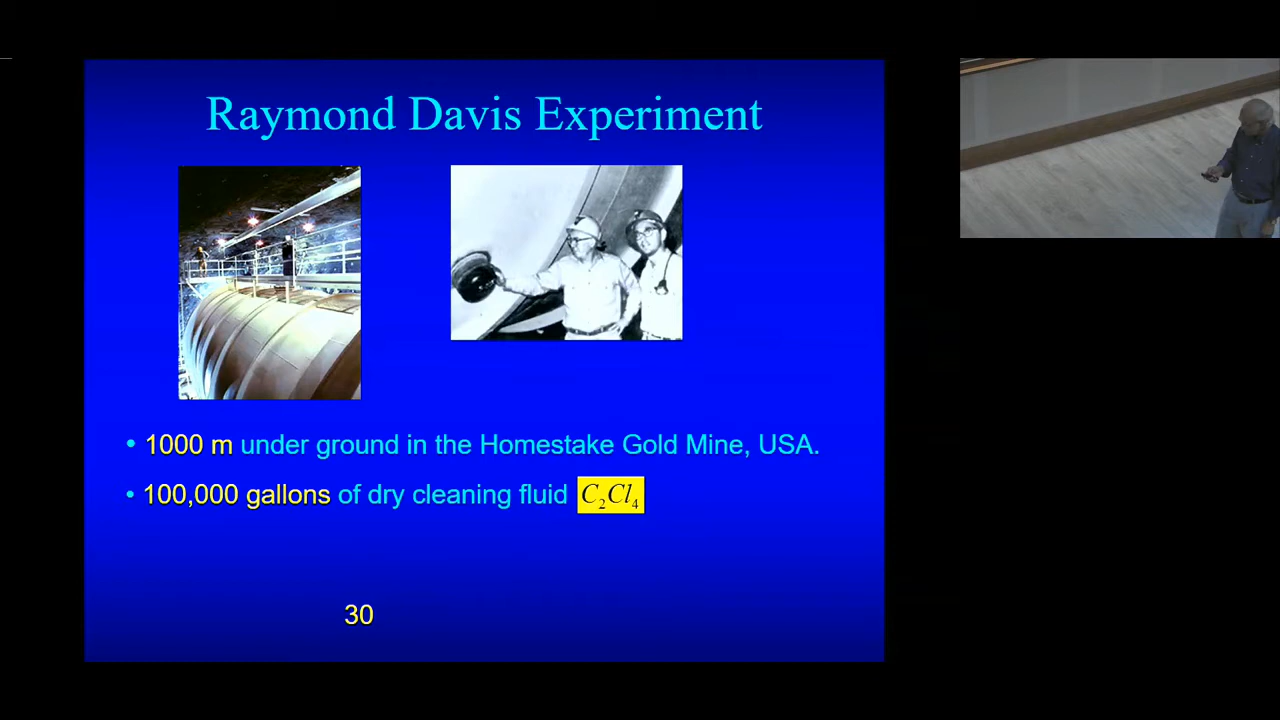 Raymond Davis Experiment
• 1000 m under ground in the Homestake Gold Mine, USA.
• 100,000 gallons of dry cleaning fluid C₂Cl₄
30